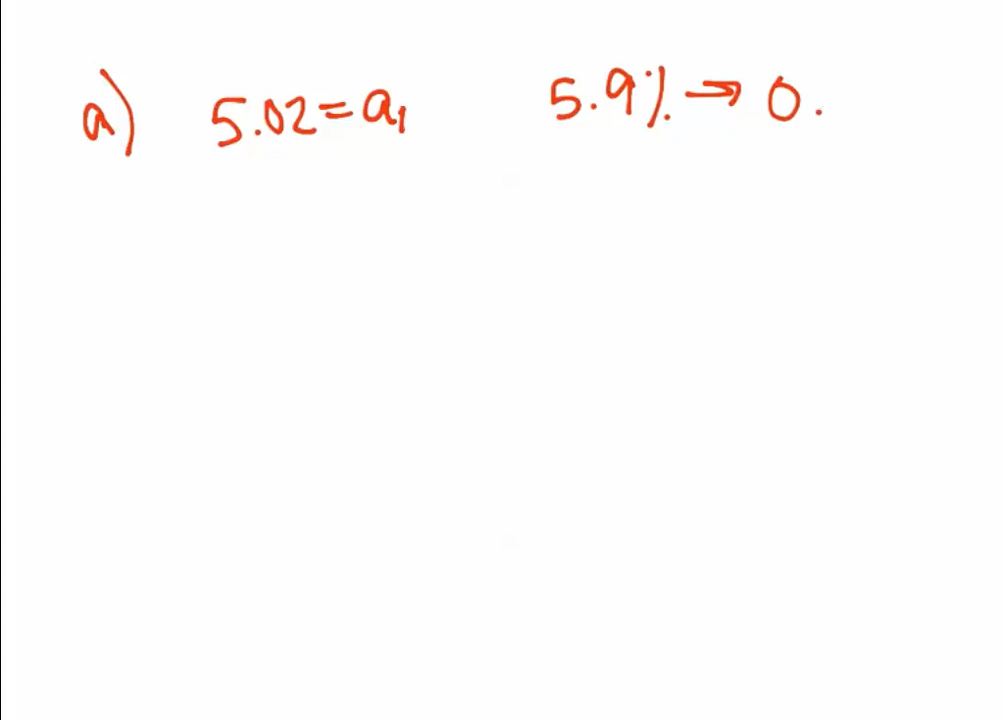 a) 5.02 = a₁ 5.9% → 0.